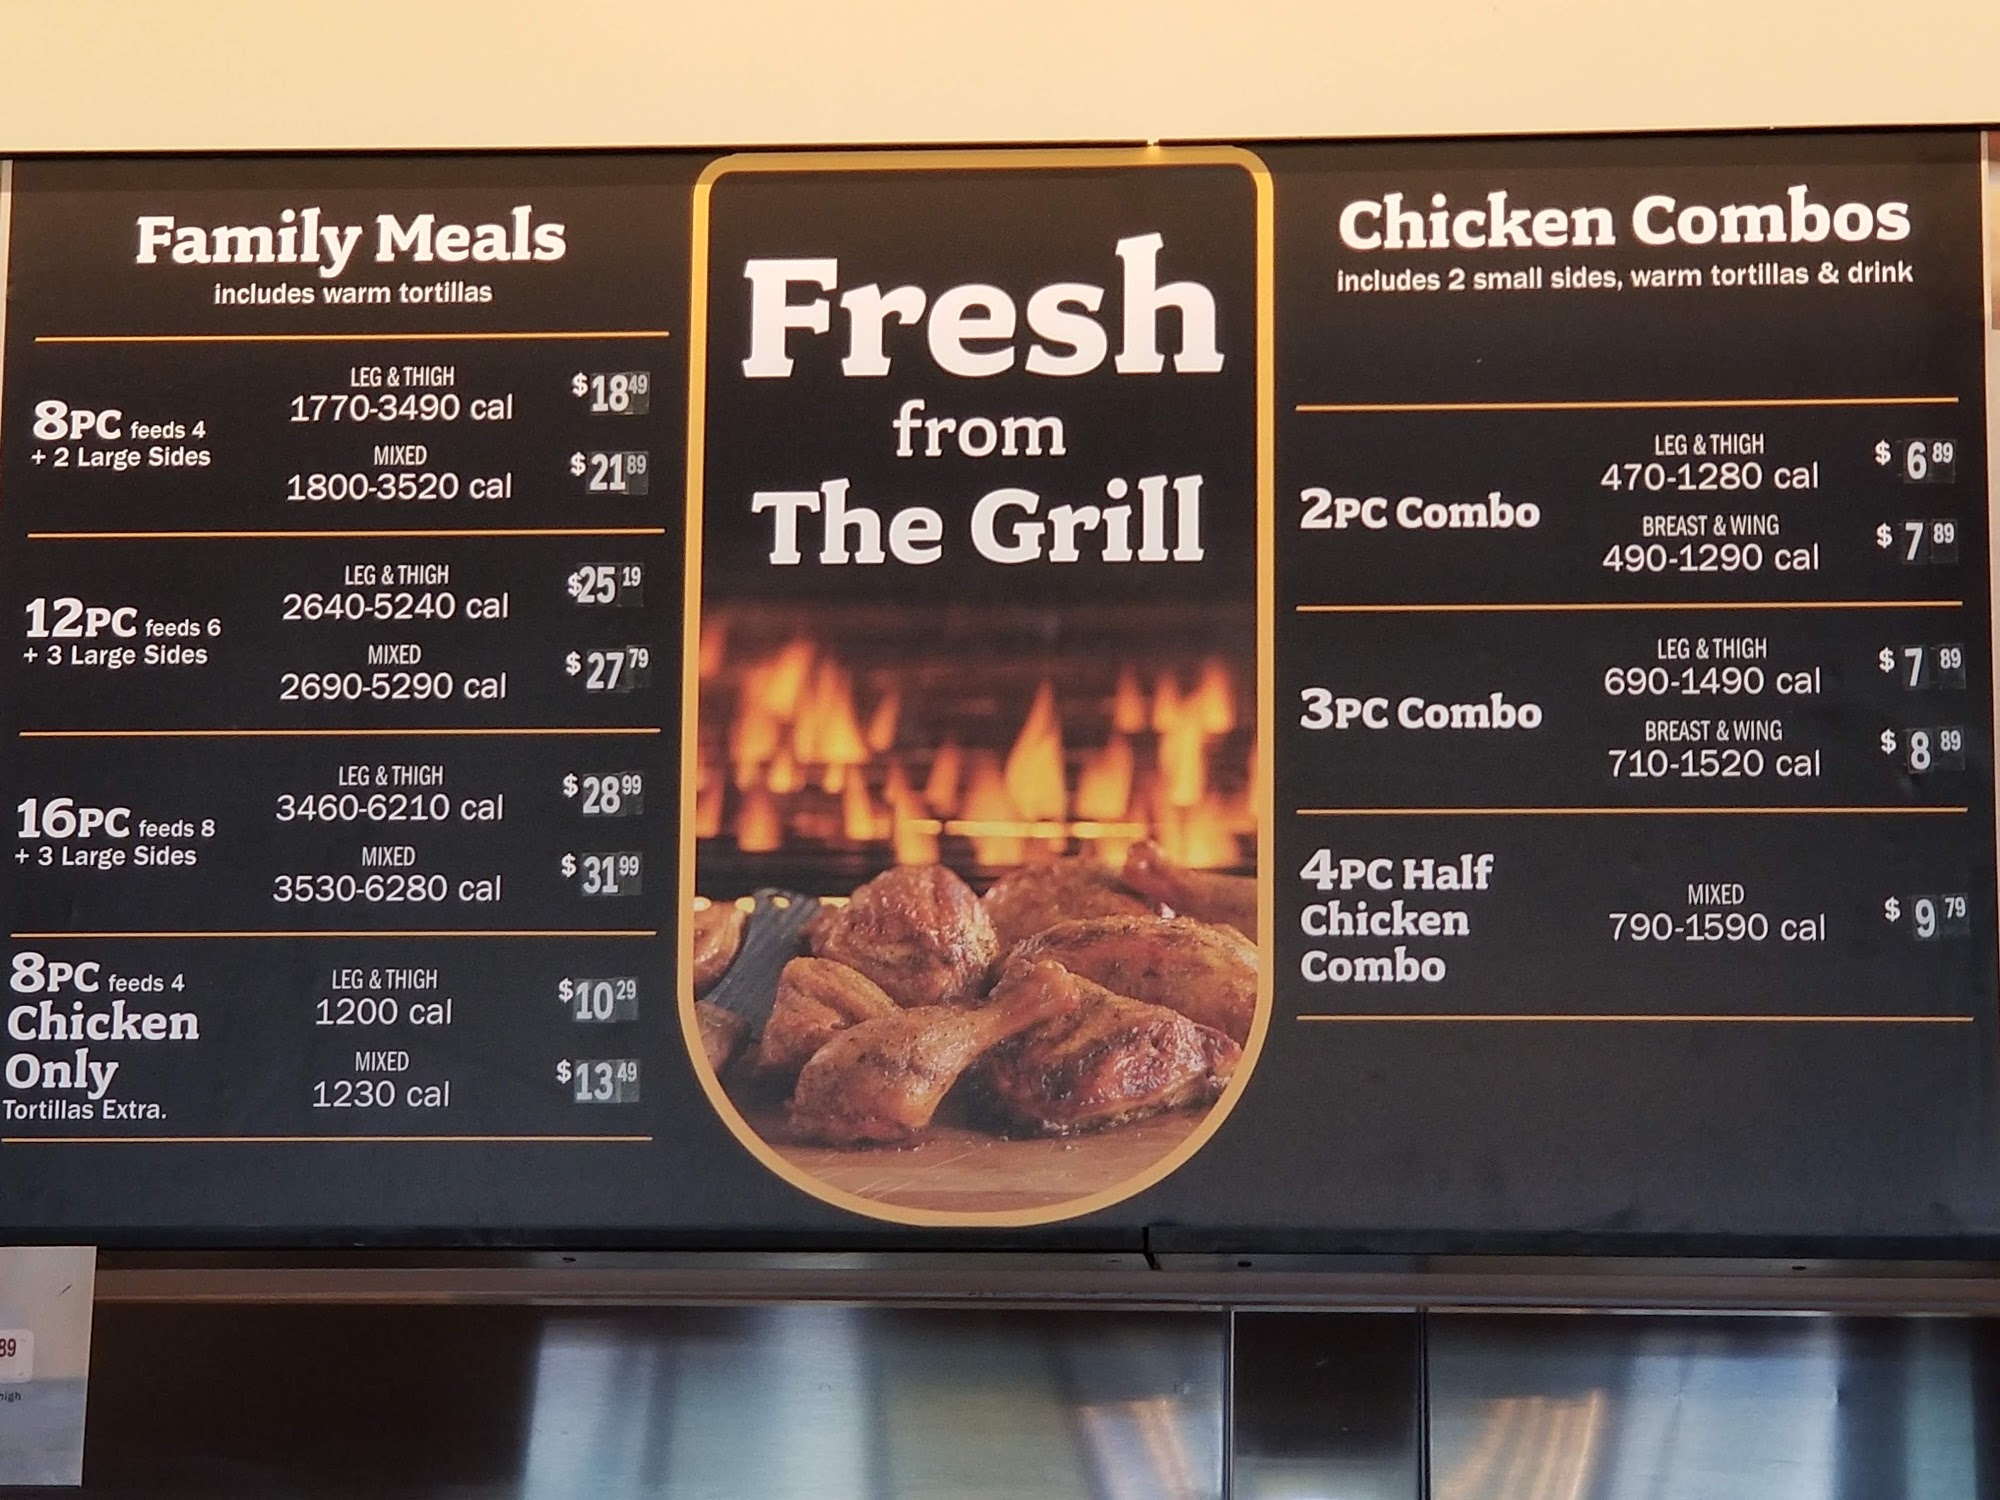 Family Meals
includes warm tortillas
8PC feeds 4
+ 2 Large Sides
LEG & THIGH
1770-3490 cal
$18.49
MIXED
1800-3520 cal
$21.89
12PC feeds 6
+ 3 Large Sides
LEG & THIGH
2640-5240 cal
$25.19
MIXED
2690-5290 cal
$27.79
16PC feeds 8
+ 3 Large Sides
LEG & THIGH
3460-6210 cal
$28.99
MIXED
3530-6280 cal
$31.99
8PC feeds 4
Chicken
Only
Tortillas Extra.
LEG & THIGH
1200 cal
$10.29
MIXED
1230 cal
$13.49
Fresh
from
The Grill
Chicken Combos
includes 2 small sides, warm tortillas & drink
2PC Combo
LEG & THIGH
470-1280 cal
$6.89
BREAST & WING
490-1290 cal
$7.89
3PC Combo
LEG & THIGH
690-1490 cal
$7.89
BREAST & WING
710-1520 cal
$8.89
4PC Half
Chicken
Combo
MIXED
790-1590 cal
$9.79
89